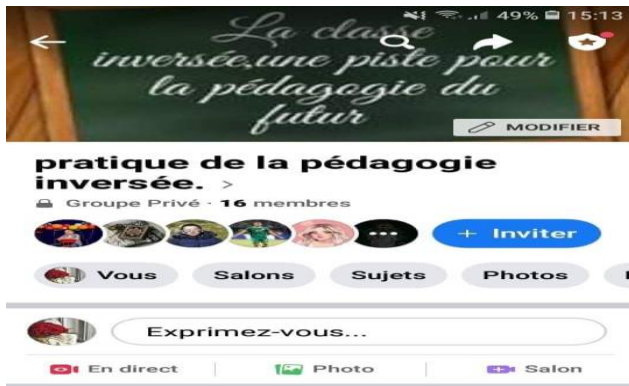 49% 15:13
La classe
inversée,une piste pour
la pédagogie du
futur
MODIFIER
pratique de la pédagogie
inversée. >
Groupe Privé · 16 membres
+ Inviter
Vous Salons Sujets Photos
Exprimez-vous...
En direct Photo Salon